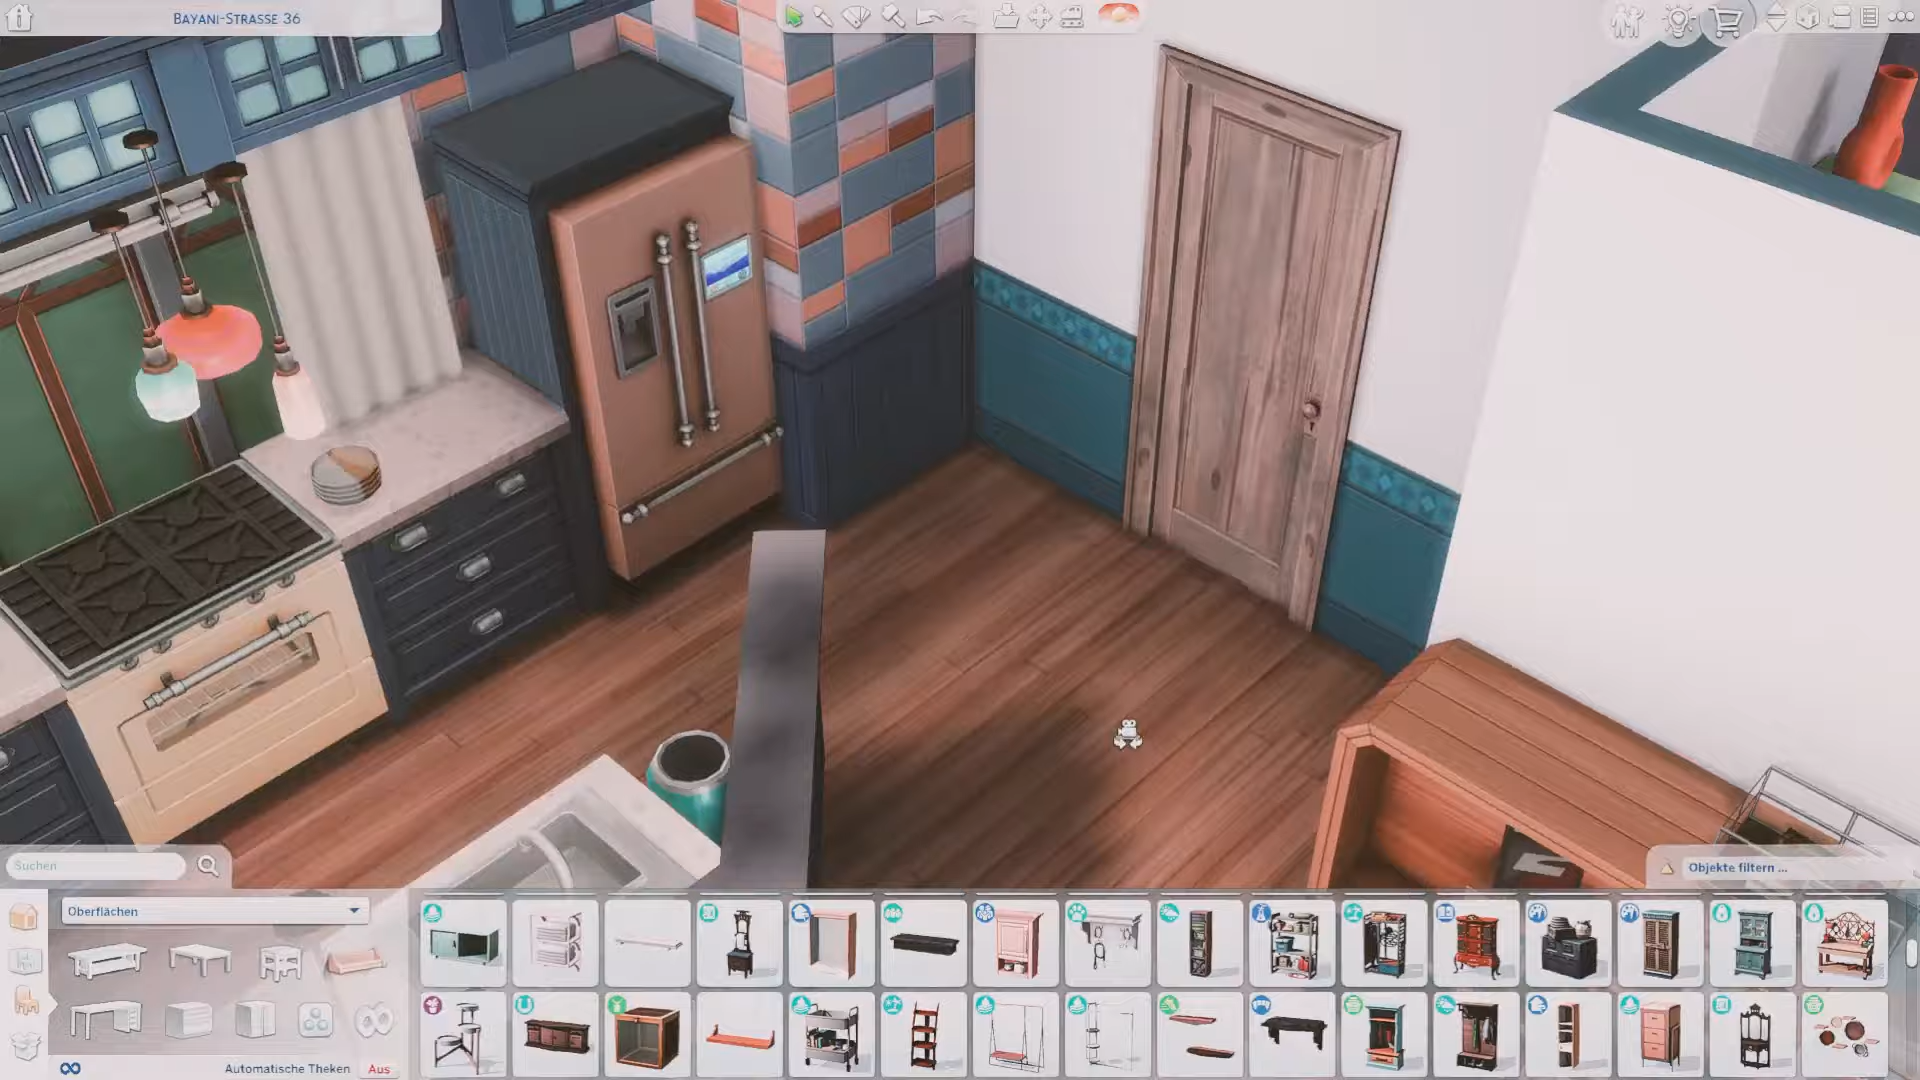 BAYANI-STRASSE 36
Suchen
Objekte filtern ...
Oberflächen
Automatische Theken Aus